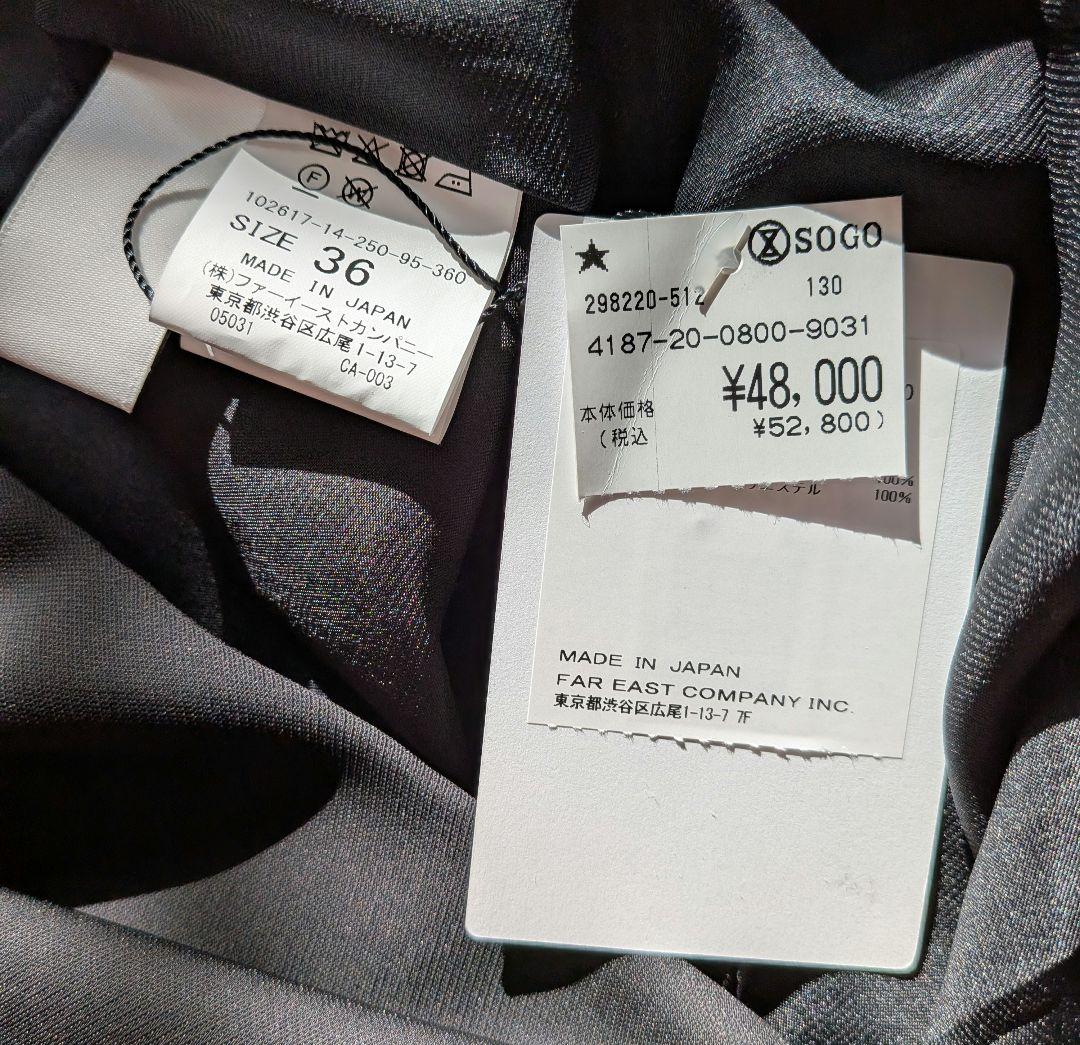 F
W
102617-14-250-95-360
SIZE 36
MADE IN JAPAN
(株)ファーイーストカンパニー
東京都渋谷区広尾1-13-7
05031
CA-003
★ SOGO
298220-512 130
4187-20-0800-9031
¥48,000
本体価格
(税込 ¥52,800)
100%
エステル 100%
MADE IN JAPAN
FAR EAST COMPANY INC.
東京都渋谷区広尾1-13-7 7F